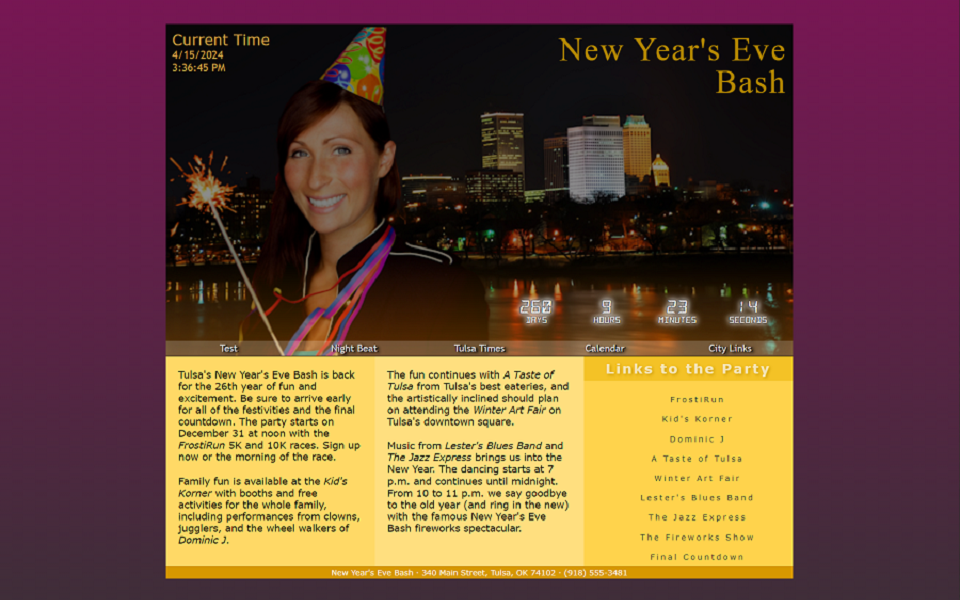 Current Time
4/15/2024
3:36:45 PM
New Year's Eve
Bash
260 9 23 14
DAYS HOURS MINUTES SECONDS
Test Night Beat Tulsa Times Calendar City Links
Tulsa's New Year's Eve Bash is back
for the 26th year of fun and
excitement. Be sure to arrive early
for all of the festivities and the final
countdown. The party starts on
December 31 at noon with the
FrostiRun 5K and 10K races. Sign up
now or the morning of the race.
Family fun is available at the Kid's
Korner with booths and free
activities for the whole family,
including performances from clowns,
jugglers, and the wheel walkers of
Dominic J.
The fun continues with A Taste of
Tulsa from Tulsa's best eateries, and
the artistically inclined should plan
on attending the Winter Art Fair on
Tulsa's downtown square.
Music from Lester's Blues Band and
The Jazz Express brings us into the
New Year. The dancing starts at 7
p.m. and continues until midnight.
From 10 to 11 p.m. we say goodbye
to the old year (and ring in the new)
with the famous New Year's Eve
Bash fireworks spectacular.
Links to the Party
FrostiRun
Kid's Korner
Dominic J
A Taste of Tulsa
Winter Art Fair
Lester's Blues Band
The Jazz Express
The Fireworks Show
Final Countdown
New Year's Eve Bash · 340 Main Street, Tulsa, OK 74102 · (918) 555-3481